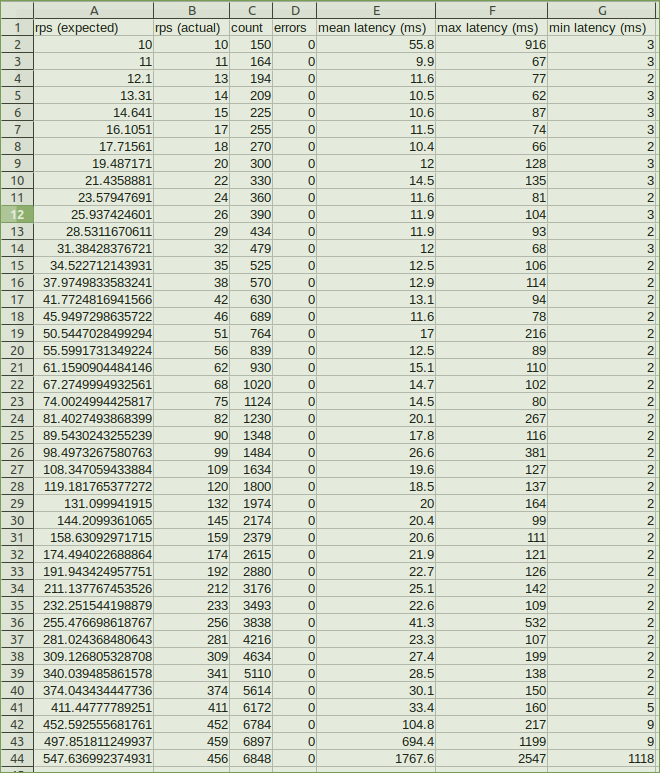 A B C D E F G
1 rps (expected) rps (actual) count errors mean latency (ms) max latency (ms) min latency (ms)
2 10 10 150 0 55.8 916 3
3 11 11 164 0 9.9 67 3
4 12.1 13 194 0 11.6 77 2
5 13.31 14 209 0 10.5 62 3
6 14.641 15 225 0 10.6 87 3
7 16.1051 17 255 0 11.5 74 3
8 17.71561 18 270 0 10.4 66 2
9 19.487171 20 300 0 12 128 3
10 21.4358881 22 330 0 14.5 135 3
11 23.57947691 24 360 0 11.6 81 2
12 25.937424601 26 390 0 11.9 104 3
13 28.5311670611 29 434 0 11.9 93 2
14 31.38428376721 32 479 0 12 68 3
15 34.522712143931 35 525 0 12.5 106 2
16 37.9749833583241 38 570 0 12.9 114 2
17 41.7724816941566 42 630 0 13.1 94 2
18 45.9497298635722 46 689 0 11.6 78 2
19 50.5447028499294 51 764 0 17 216 2
20 55.5991731349224 56 839 0 12.5 89 2
21 61.1590904484146 62 930 0 15.1 110 2
22 67.2749994932561 68 1020 0 14.7 102 2
23 74.0024994425817 75 1124 0 14.5 80 2
24 81.4027493868399 82 1230 0 20.1 267 2
25 89.5430243255239 90 1348 0 17.8 116 2
26 98.4973267580763 99 1484 0 26.6 381 2
27 108.347059433884 109 1634 0 19.6 127 2
28 119.181765377272 120 1800 0 18.5 137 2
29 131.099941915 132 1974 0 20 164 2
30 144.2099361065 145 2174 0 20.4 99 2
31 158.63092971715 159 2379 0 20.6 111 2
32 174.494022688864 174 2615 0 21.9 121 2
33 191.943424957751 192 2880 0 22.7 126 2
34 211.137767453526 212 3176 0 25.1 142 2
35 232.251544198879 233 3493 0 22.6 109 2
36 255.476698618767 256 3838 0 41.3 532 2
37 281.024368480643 281 4216 0 23.3 107 2
38 309.126805328708 309 4634 0 27.4 199 2
39 340.039485861578 341 5110 0 28.5 138 2
40 374.043434447736 374 5614 0 30.1 150 2
41 411.44777789251 411 6172 0 33.4 160 5
42 452.592555681761 452 6784 0 104.8 217 9
43 497.851811249937 459 6897 0 694.4 1199 9
44 547.636992374931 456 6848 0 1767.6 2547 1118